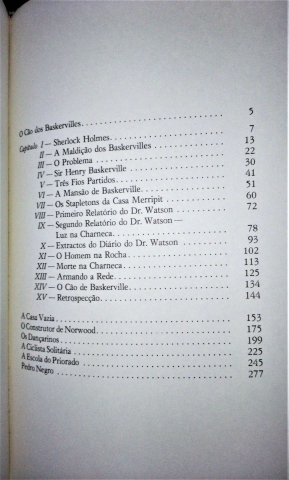 O Cão dos Baskervilles. . . . . . . . . . . . . . . . . . . . 5
Capítulo I — Sherlock Holmes. . . . . . . . . . . . . . . . . . 7
II — A Maldição dos Baskervilles . . . . . . . . . . . . 13
III — O Problema . . . . . . . . . . . . . . . . . . . . 22
IV — Sir Henry Baskerville . . . . . . . . . . . . . . . 30
V — Três Fios Partidos. . . . . . . . . . . . . . . . . 41
VI — A Mansão de Baskerville. . . . . . . . . . . . . . 51
VII — Os Stapletons da Casa Merripit . . . . . . . . . . 60
VIII — Primeiro Relatório do Dr. Watson . . . . . . . . . 72
IX — Segundo Relatório do Dr. Watson —
Luz na Charneca. . . . . . . . . . . . . . . . . . 78
X — Extractos do Diário do Dr. Watson . . . . . . . . . 93
XI — O Homem na Rocha . . . . . . . . . . . . . . . . . 102
XII — Morte na Charneca . . . . . . . . . . . . . . . . . 113
XIII — Armando a Rede. . . . . . . . . . . . . . . . . . . 125
XIV — O Cão de Baskerville . . . . . . . . . . . . . . . 134
XV — Retrospecção. . . . . . . . . . . . . . . . . . . . 144
A Casa Vazia . . . . . . . . . . . . . . . . . . . . . . . . 153
O Construtor de Norwood. . . . . . . . . . . . . . . . . . . 175
Os Dançarinos . . . . . . . . . . . . . . . . . . . . . . . 199
A Ciclista Solitária . . . . . . . . . . . . . . . . . . . . 225
A Escola do Priorado . . . . . . . . . . . . . . . . . . . . 245
Pedro Negro . . . . . . . . . . . . . . . . . . . . . . . . 277